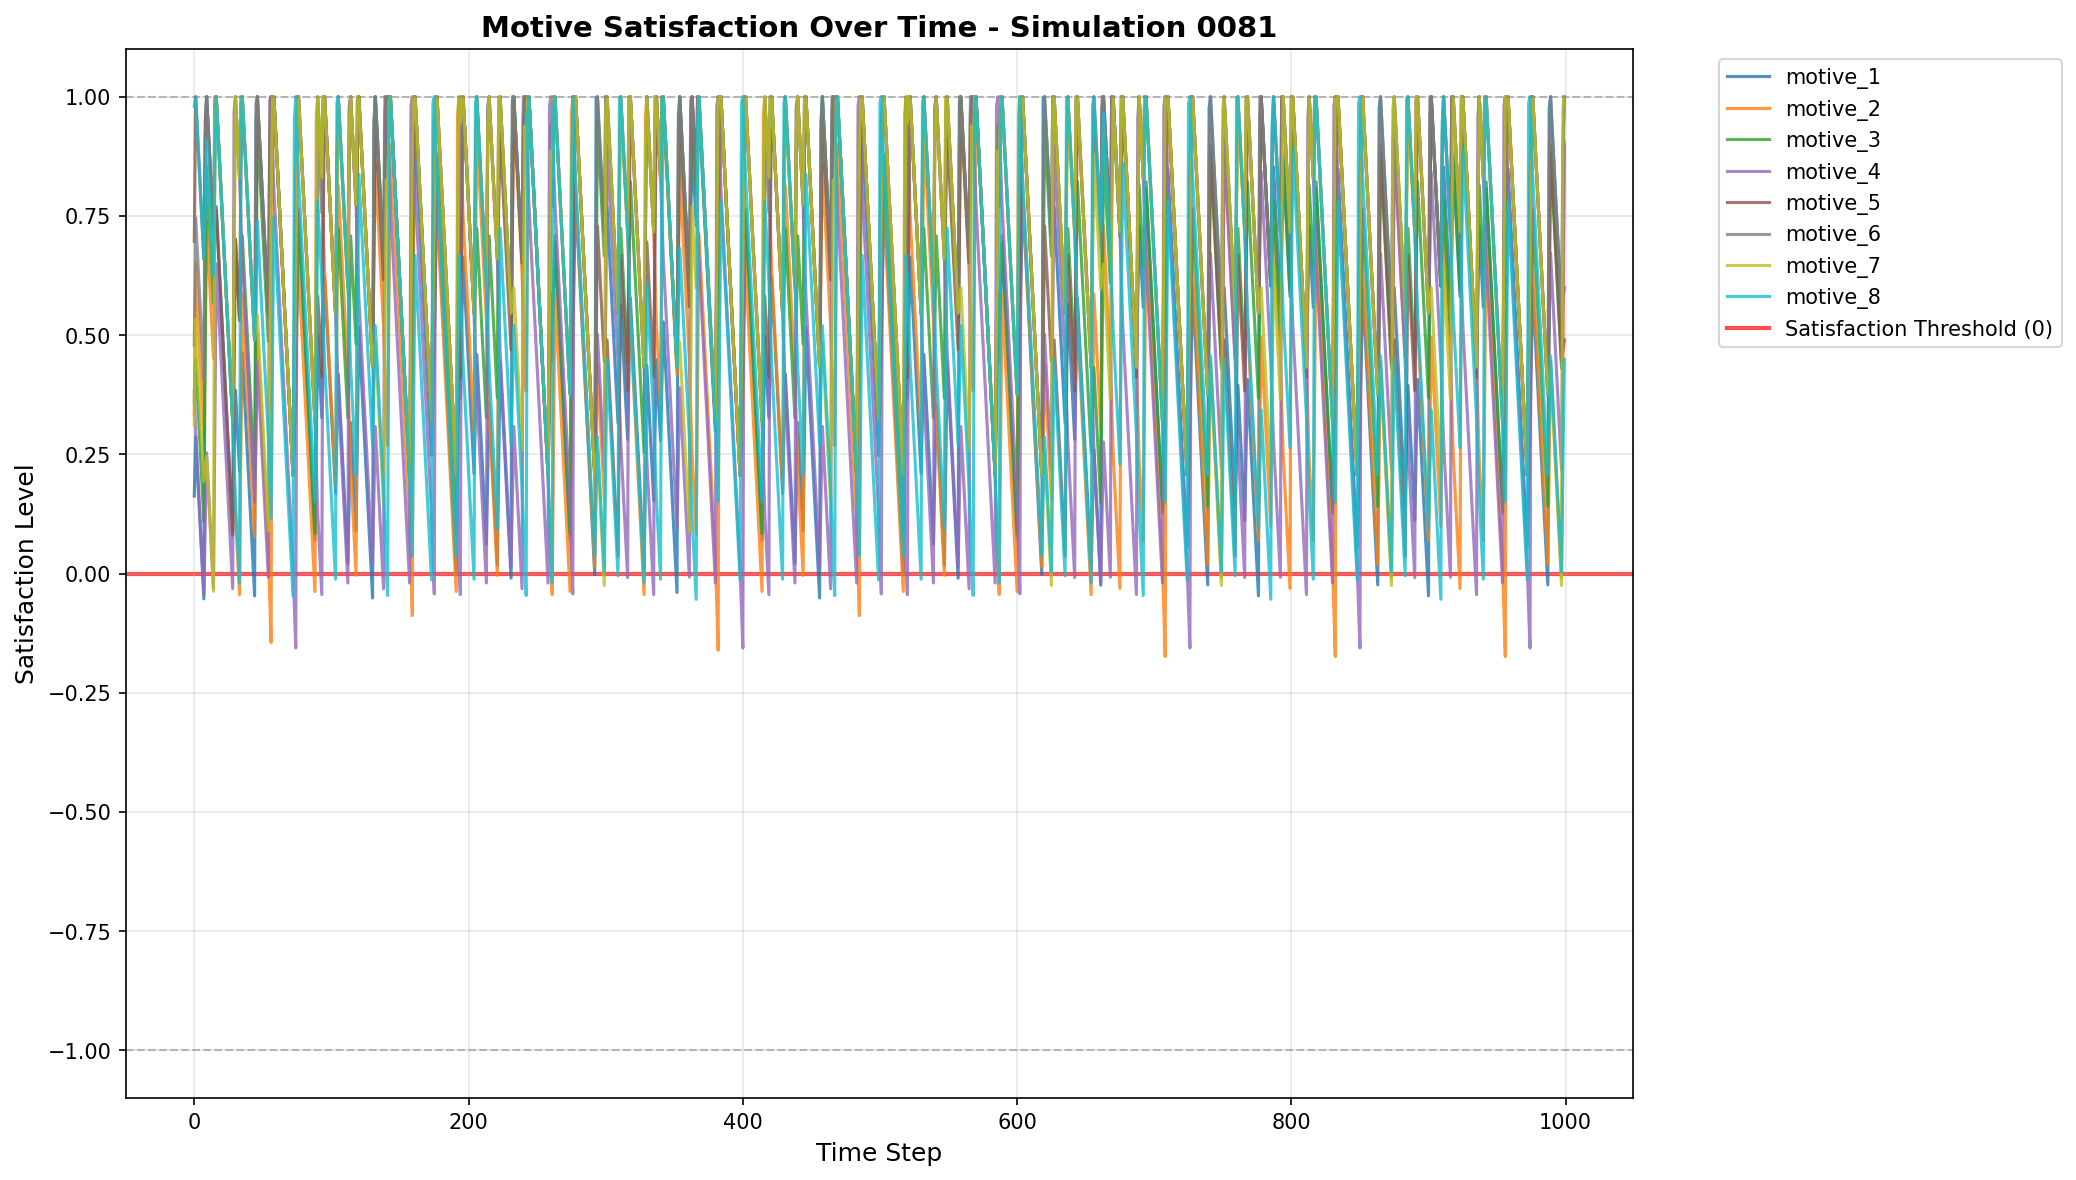 Motive Satisfaction Over Time - Simulation 0081
motive_1
motive_2
motive_3
motive_4
motive_5
motive_6
motive_7
motive_8
Satisfaction Threshold (0)
Satisfaction Level
1.00
0.75
0.50
0.25
0.00
−0.25
−0.50
−0.75
−1.00
0 200 400 600 800 1000
Time Step